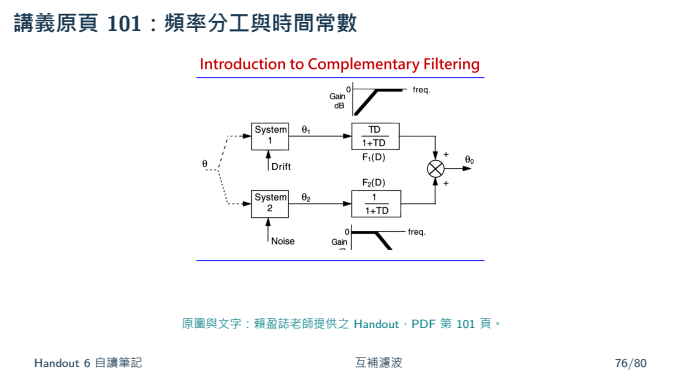 講義原頁 101：頻率分工與時間常數
Introduction to Complementary Filtering
0
Gain
dB
freq.
System
1
θ1
TD
1+TD
F1(D)
+
θ
Drift
θ0
F2(D)
+
System
2
θ2
1
1+TD
Noise
0
Gain
freq.
原圖與文字：賴盈誌老師提供之 Handout，PDF 第 101 頁。
Handout 6 自讀筆記
互補濾波
76/80